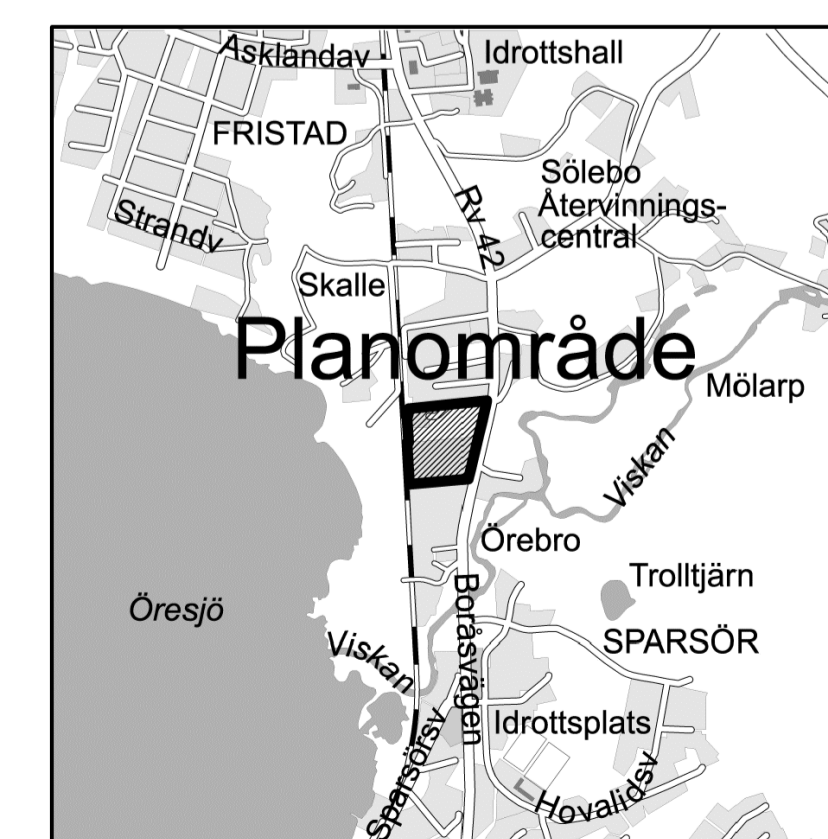 Asklandav
Idrottshall
FRISTAD
Sölebo
Återvinnings-
central
Rv 42
Strandv
Skalle
Planområde
Mölarp
Viskan
Örebro
Trolltjärn
Öresjö
Boråsvägen
SPARSÖR
Viskan
Idrottsplats
Sparsörsv
Hovalidsv